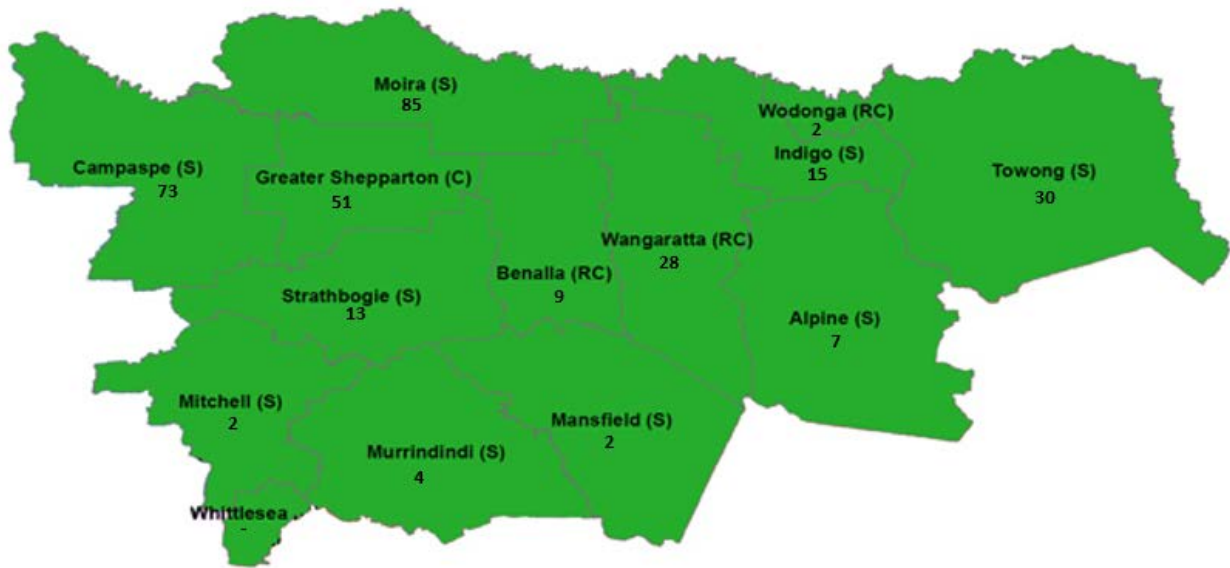 Moira (S)
85
Wodonga (RC)
2
Campaspe (S)
73
Greater Shepparton (C)
51
Indigo (S)
15
Towong (S)
30
Wangaratta (RC)
28
Benalla (RC)
9
Strathbogie (S)
13
Alpine (S)
7
Mitchell (S)
2
Mansfield (S)
2
Murrindindi (S)
4
Whittlesea
-